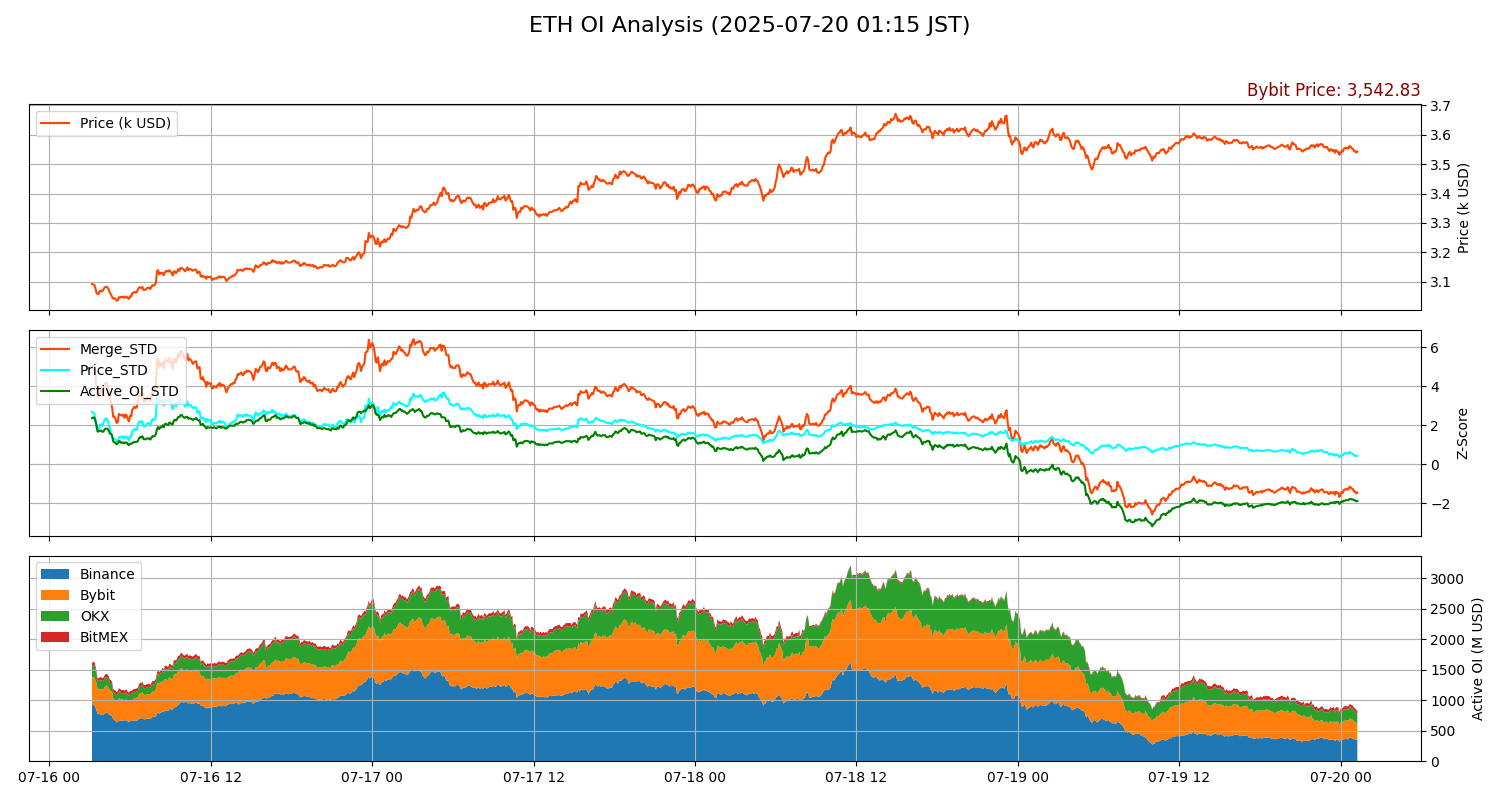 ETH OI Analysis (2025-07-20 01:15 JST)
Bybit Price: 3,542.83
Price (k USD)
3.7
3.6
3.5
3.4
3.3
3.2
3.1
Price (k USD)
Merge_STD
Price_STD
Active_OI_STD
6
4
2
0
−2
Z-Score
Binance
Bybit
OKX
BitMEX
3000
2500
2000
1500
1000
500
0
Active OI (M USD)
07-16 00
07-16 12
07-17 00
07-17 12
07-18 00
07-18 12
07-19 00
07-19 12
07-20 00